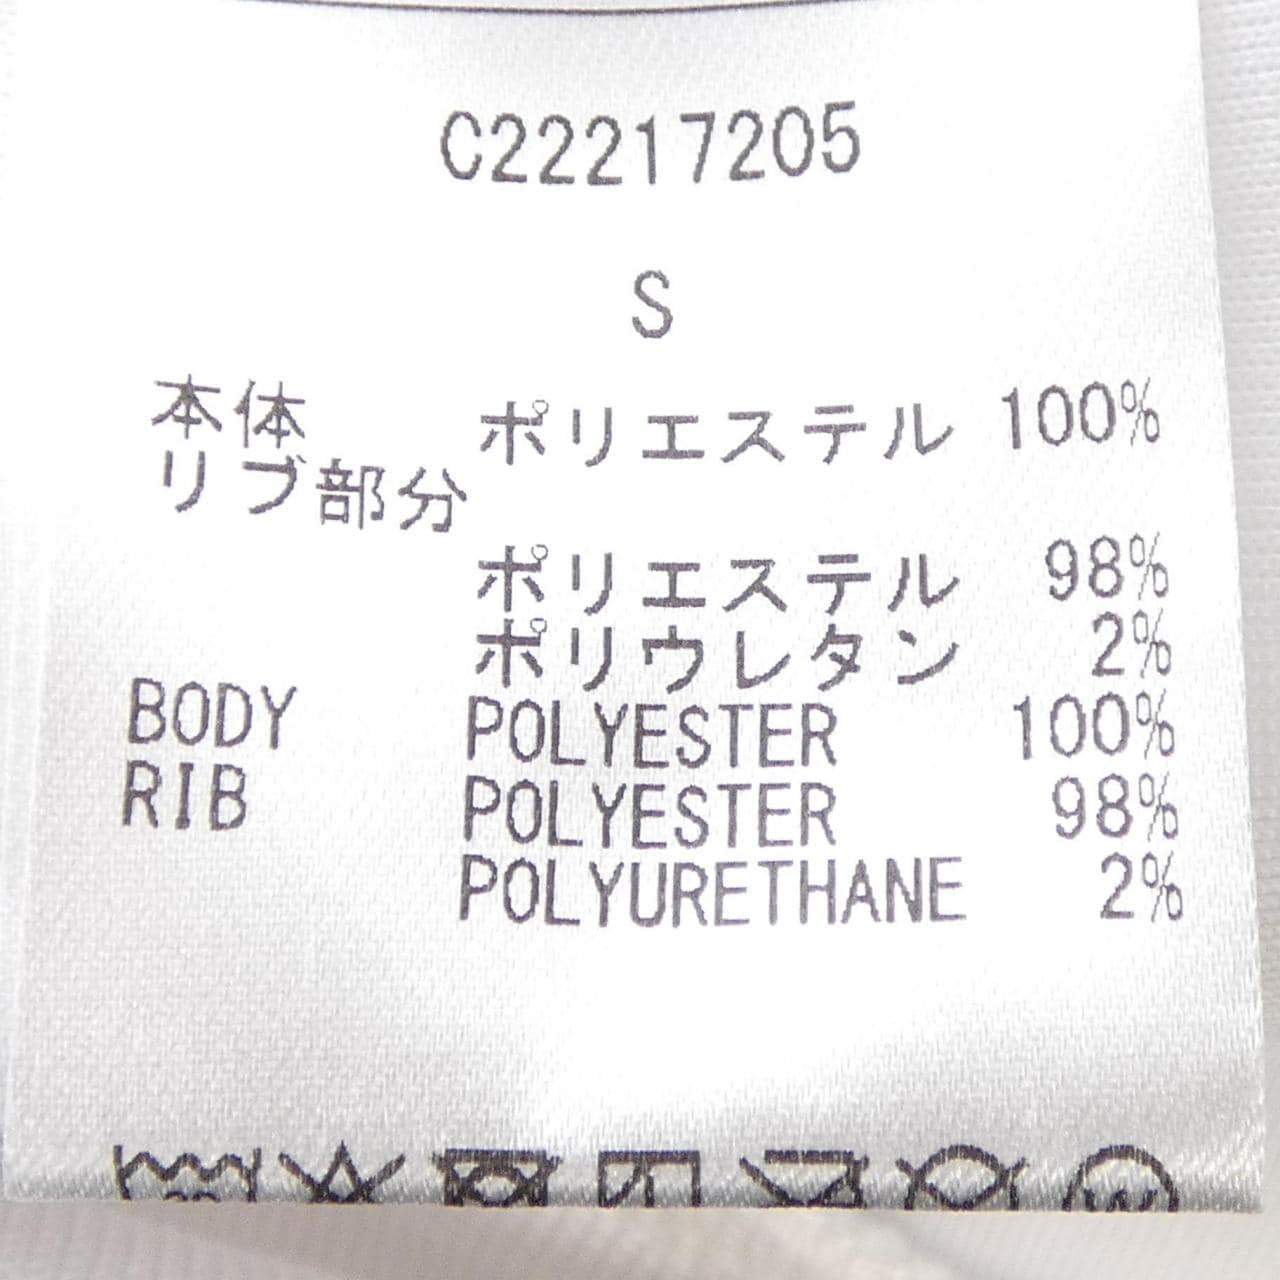 C22217205
S
本体 ポリエステル 100%
リブ部分
ポリエステル 98%
ポリウレタン 2%
BODY POLYESTER 100%
RIB POLYESTER 98%
POLYURETHANE 2%